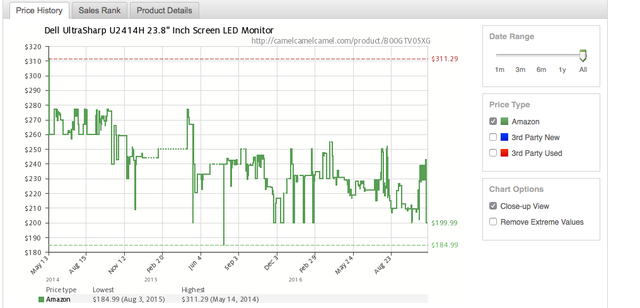 Price History Sales Rank Product Details
Dell UltraSharp U2414H 23.8" Inch Screen LED Monitor
http://camelcamelcamel.com/product/B00GTV05XG
$320
$311.29
$310
$300
$290
$280
$270
$260
$250
$240
$230
$220
$210
$200
$199.99
$190
$184.99
$180
May 13 Aug 15 Nov 12 Feb 20 Jun 4 Sep 3 Dec 3 Feb 29 May 24 Aug 23
2014 2015 2016
Price type Lowest Highest
Amazon $184.99 (Aug 3, 2015) $311.29 (May 14, 2014)
Date Range
1m 3m 6m 1y All
Price Type
Amazon
3rd Party New
3rd Party Used
Chart Options
Close-up View
Remove Extreme Values